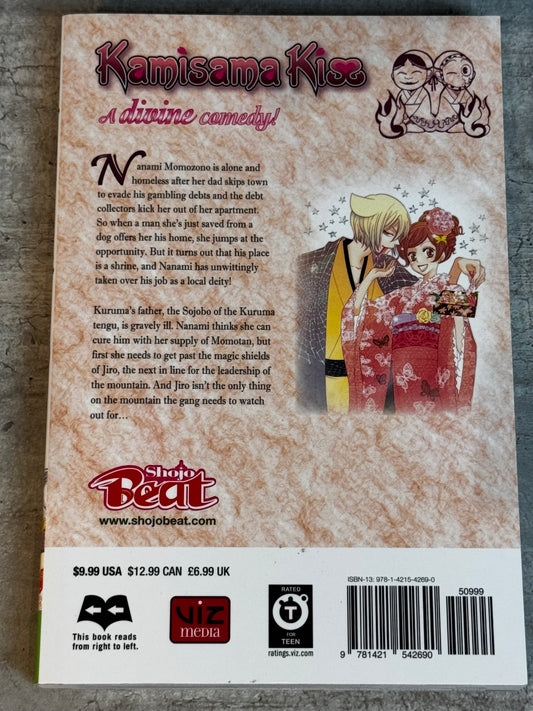 Kamisama Kiss
A divine comedy!
Nanami Momozono is alone and
homeless after her dad skips town
to evade his gambling debts and the debt
collectors kick her out of her apartment.
So when a man she's just saved from a
dog offers her his home, she jumps at the
opportunity. But it turns out that his place
is a shrine, and Nanami has unwittingly
taken over his job as a local deity!
Kurama's father, the Sojobo of the Kurama
tengu, is gravely ill. Nanami thinks she can
cure him with her supply of Momotan, but
first she needs to get past the magic shields
of Jiro, the next in line for the leadership of
the mountain. And Jiro isn't the only thing
on the mountain the gang needs to watch
out for…
Shojo
Beat
www.shojobeat.com
$9.99 USA $12.99 CAN £6.99 UK
This book reads
from right to left.
VIZ
MEDIA
RATED
T
FOR
TEEN
ratings.viz.com
ISBN-13: 978-1-4215-4269-0
50999
9 781421 542690